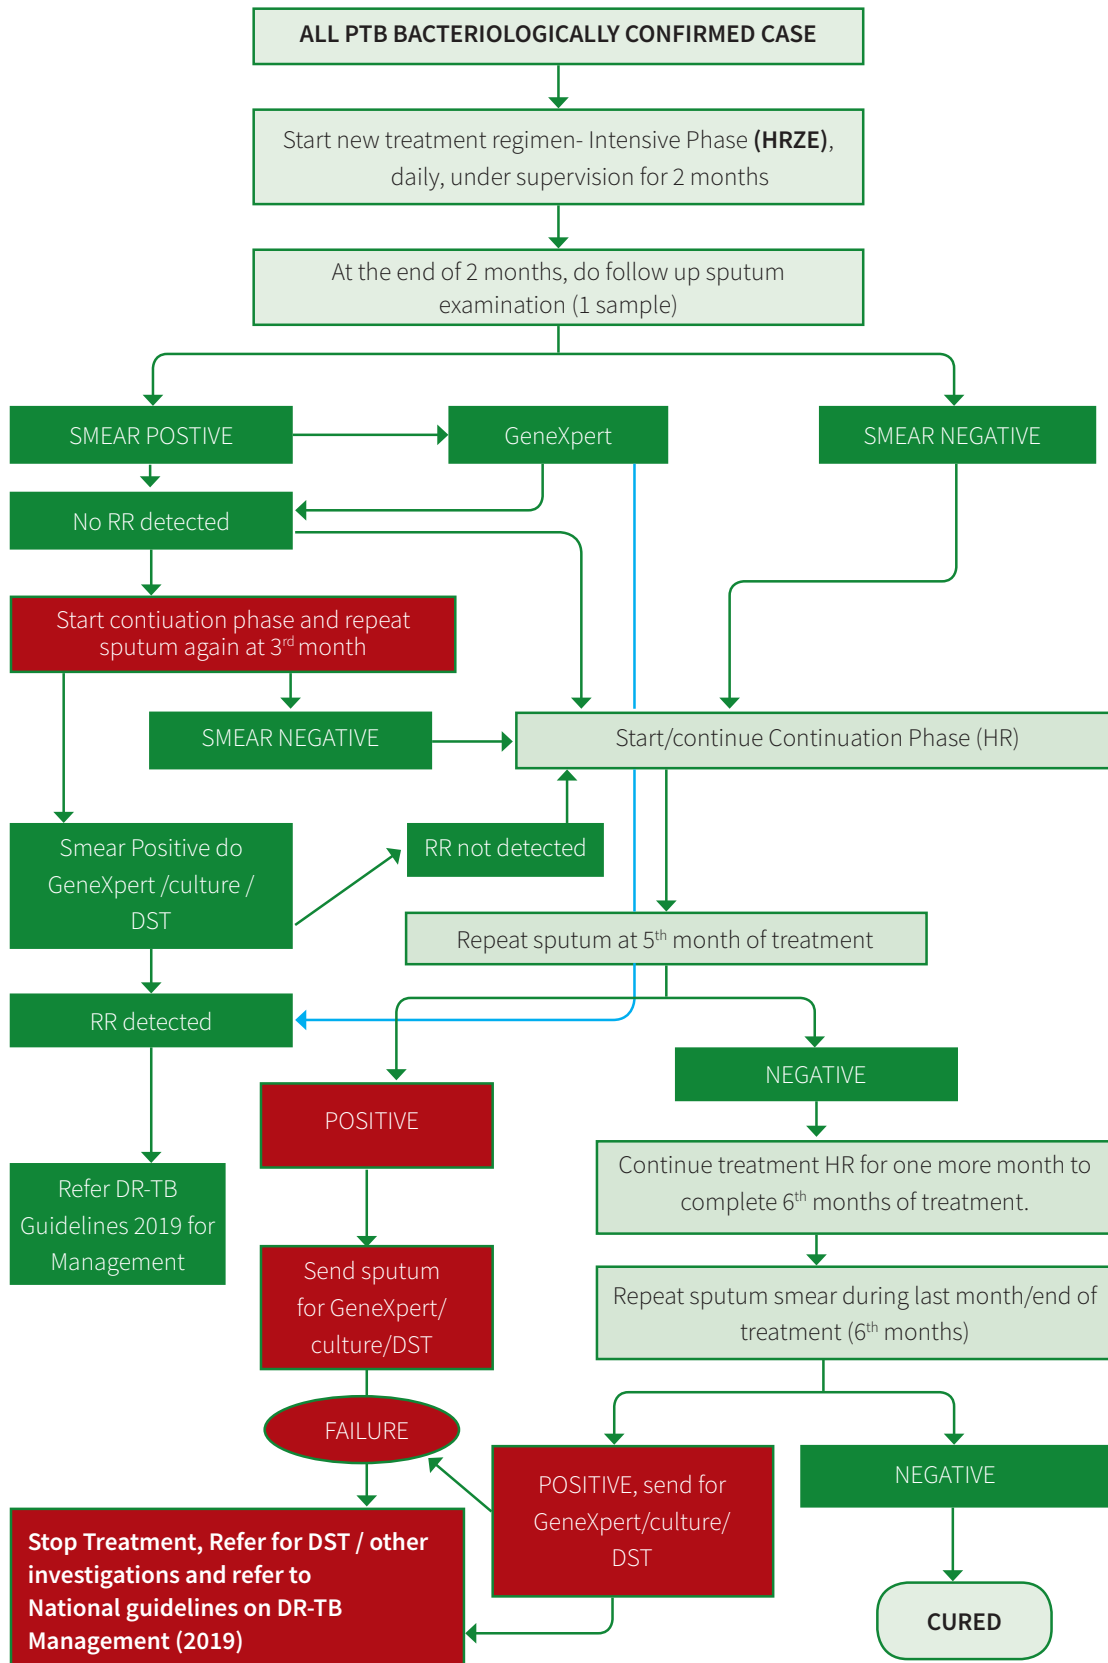 ALL PTB BACTERIOLOGICALLY CONFIRMED CASE
Start new treatment regimen- Intensive Phase (HRZE),
daily, under supervision for 2 months
At the end of 2 months, do follow up sputum
examination (1 sample)
SMEAR POSTIVE
GeneXpert
SMEAR NEGATIVE
No RR detected
Start contiuation phase and repeat
sputum again at 3rd month
SMEAR NEGATIVE
Start/continue Continuation Phase (HR)
Smear Positive do
GeneXpert /culture /
DST
RR not detected
Repeat sputum at 5th month of treatment
RR detected
NEGATIVE
POSITIVE
Refer DR-TB
Guidelines 2019 for
Management
Continue treatment HR for one more month to
complete 6th months of treatment.
Send sputum
for GeneXpert/
culture/DST
Repeat sputum smear during last month/end of
treatment (6th months)
FAILURE
POSITIVE, send for
GeneXpert/culture/
DST
NEGATIVE
Stop Treatment, Refer for DST / other
investigations and refer to
National guidelines on DR-TB
Management (2019)
CURED